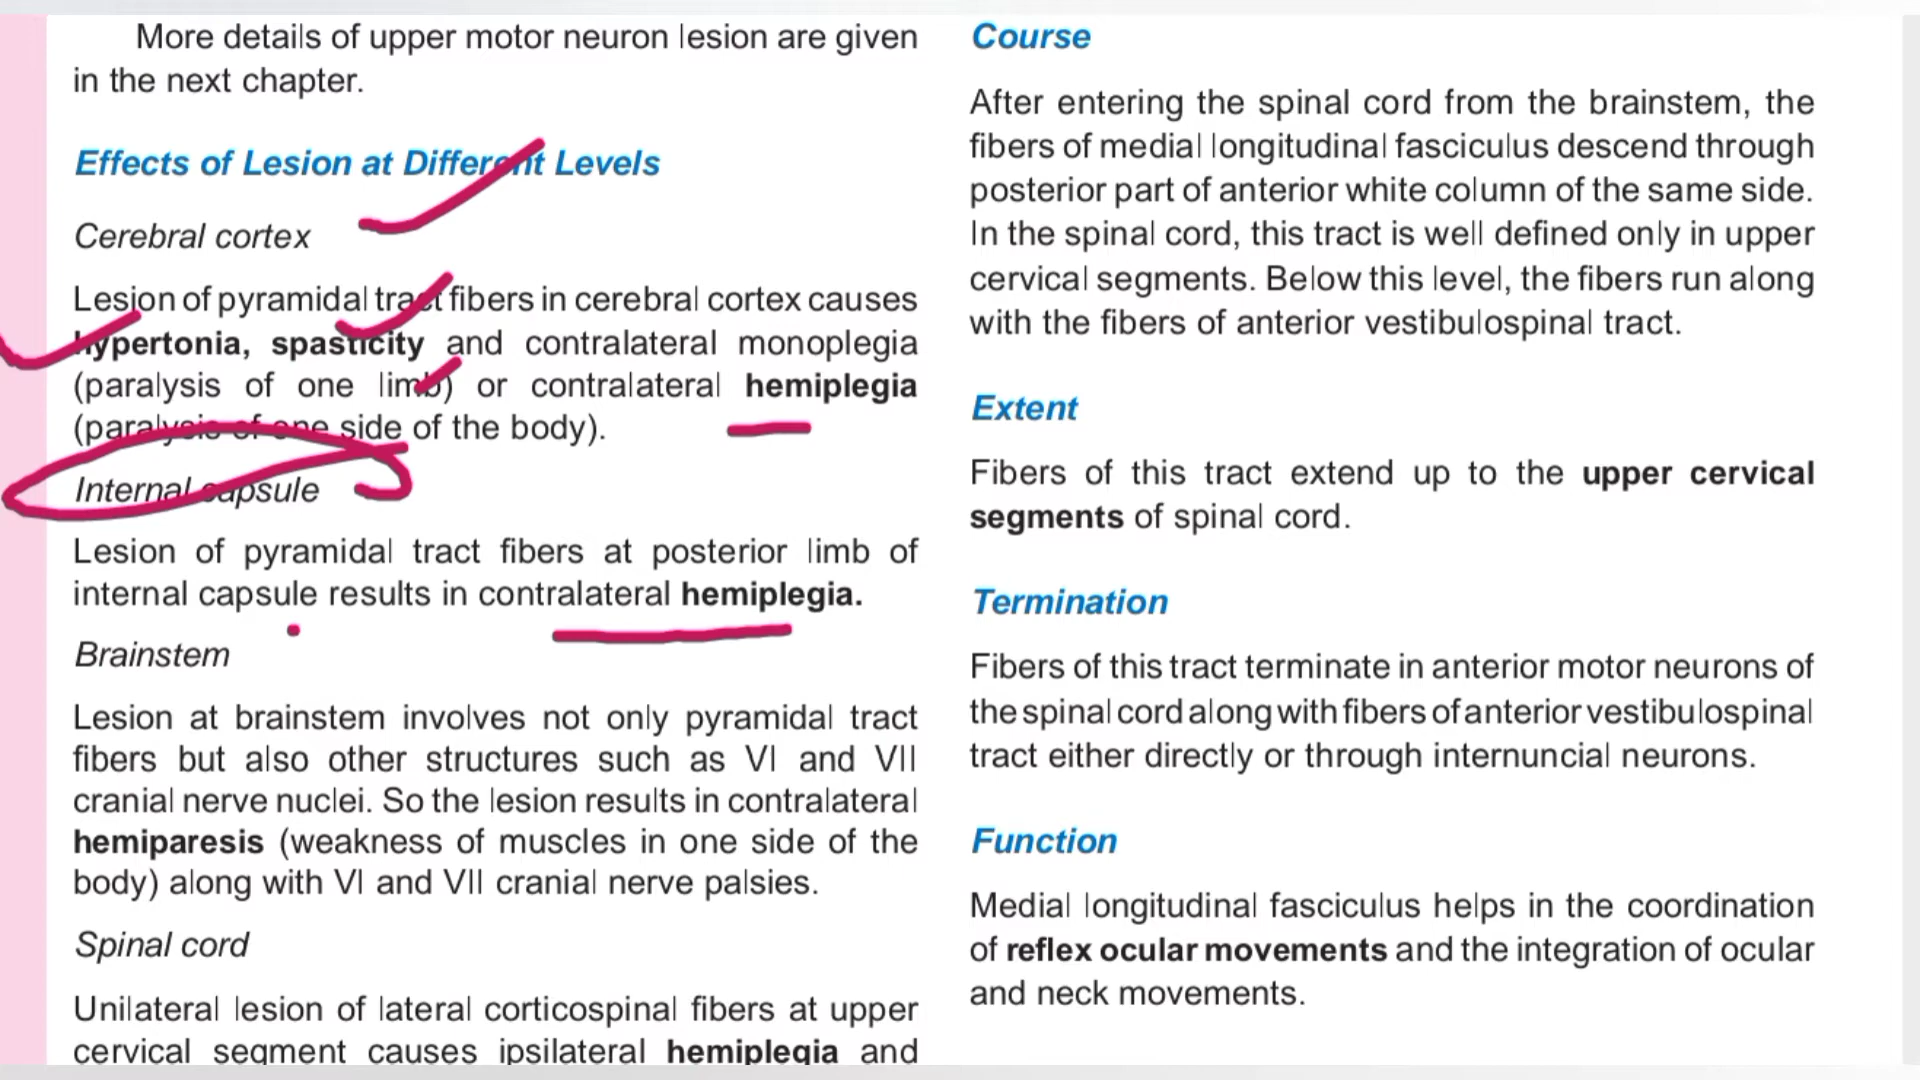 More details of upper motor neuron lesion are given
in the next chapter.
Effects of Lesion at Different Levels
Cerebral cortex
Lesion of pyramidal tract fibers in cerebral cortex causes
hypertonia, spasticity and contralateral monoplegia
(paralysis of one limb) or contralateral hemiplegia
(paralysis of one side of the body).
Internal capsule
Lesion of pyramidal tract fibers at posterior limb of
internal capsule results in contralateral hemiplegia.
Brainstem
Lesion at brainstem involves not only pyramidal tract
fibers but also other structures such as VI and VII
cranial nerve nuclei. So the lesion results in contralateral
hemiparesis (weakness of muscles in one side of the
body) along with VI and VII cranial nerve palsies.
Spinal cord
Unilateral lesion of lateral corticospinal fibers at upper
cervical segment causes ipsilateral hemiplegia and
Course
After entering the spinal cord from the brainstem, the
fibers of medial longitudinal fasciculus descend through
posterior part of anterior white column of the same side.
In the spinal cord, this tract is well defined only in upper
cervical segments. Below this level, the fibers run along
with the fibers of anterior vestibulospinal tract.
Extent
Fibers of this tract extend up to the upper cervical
segments of spinal cord.
Termination
Fibers of this tract terminate in anterior motor neurons of
the spinal cord along with fibers of anterior vestibulospinal
tract either directly or through internuncial neurons.
Function
Medial longitudinal fasciculus helps in the coordination
of reflex ocular movements and the integration of ocular
and neck movements.